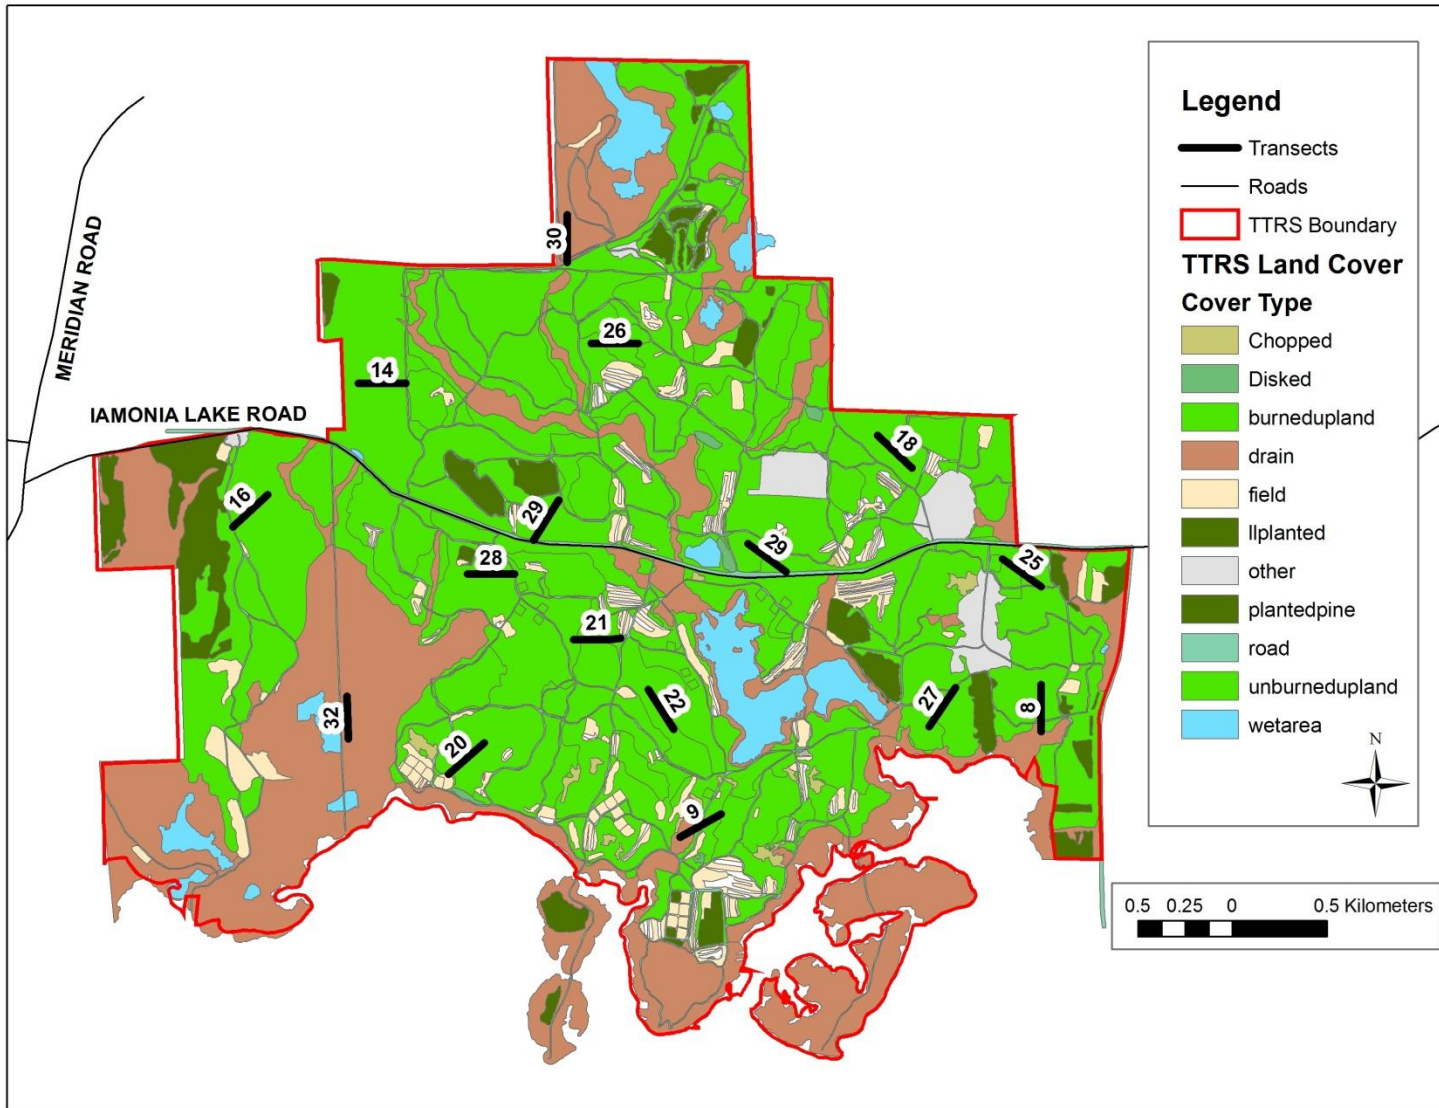 MERIDIAN ROAD
IAMONIA LAKE ROAD
30
26
14
18
16
29
29
28
25
21
22
27
8
32
20
9
Legend
Transects
Roads
TTRS Boundary
TTRS Land Cover
Cover Type
Chopped
Disked
burnedupland
drain
field
llplanted
other
plantedpine
road
unburnedupland
wetarea
N
0.5 0.25 0 0.5 Kilometers